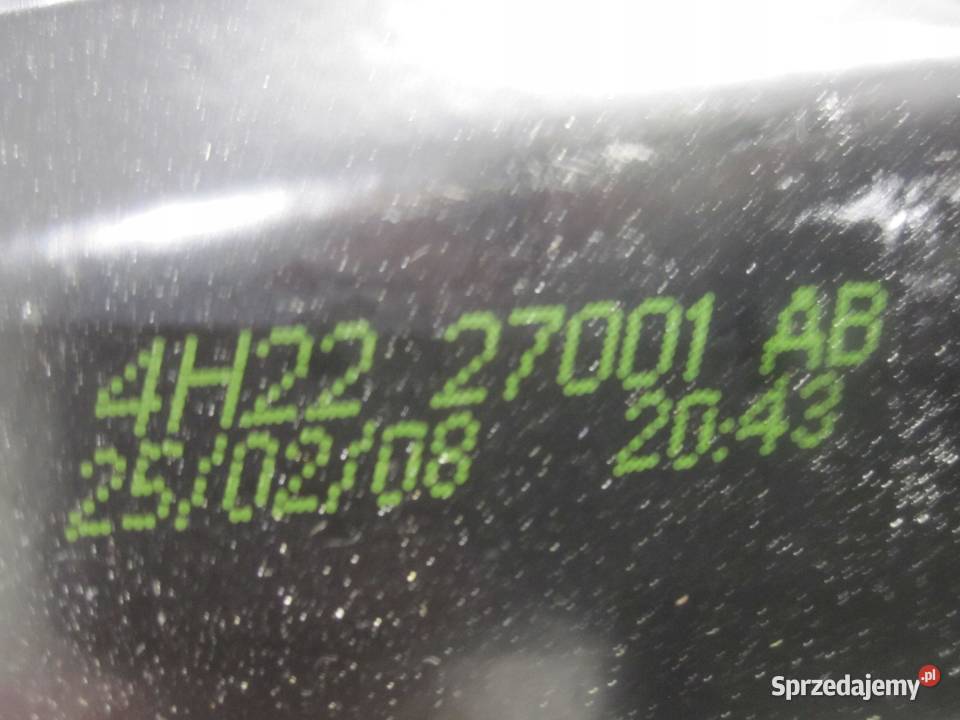 4H22 27001 AB
25/02/08 20:43
Sprzedajemy.pl